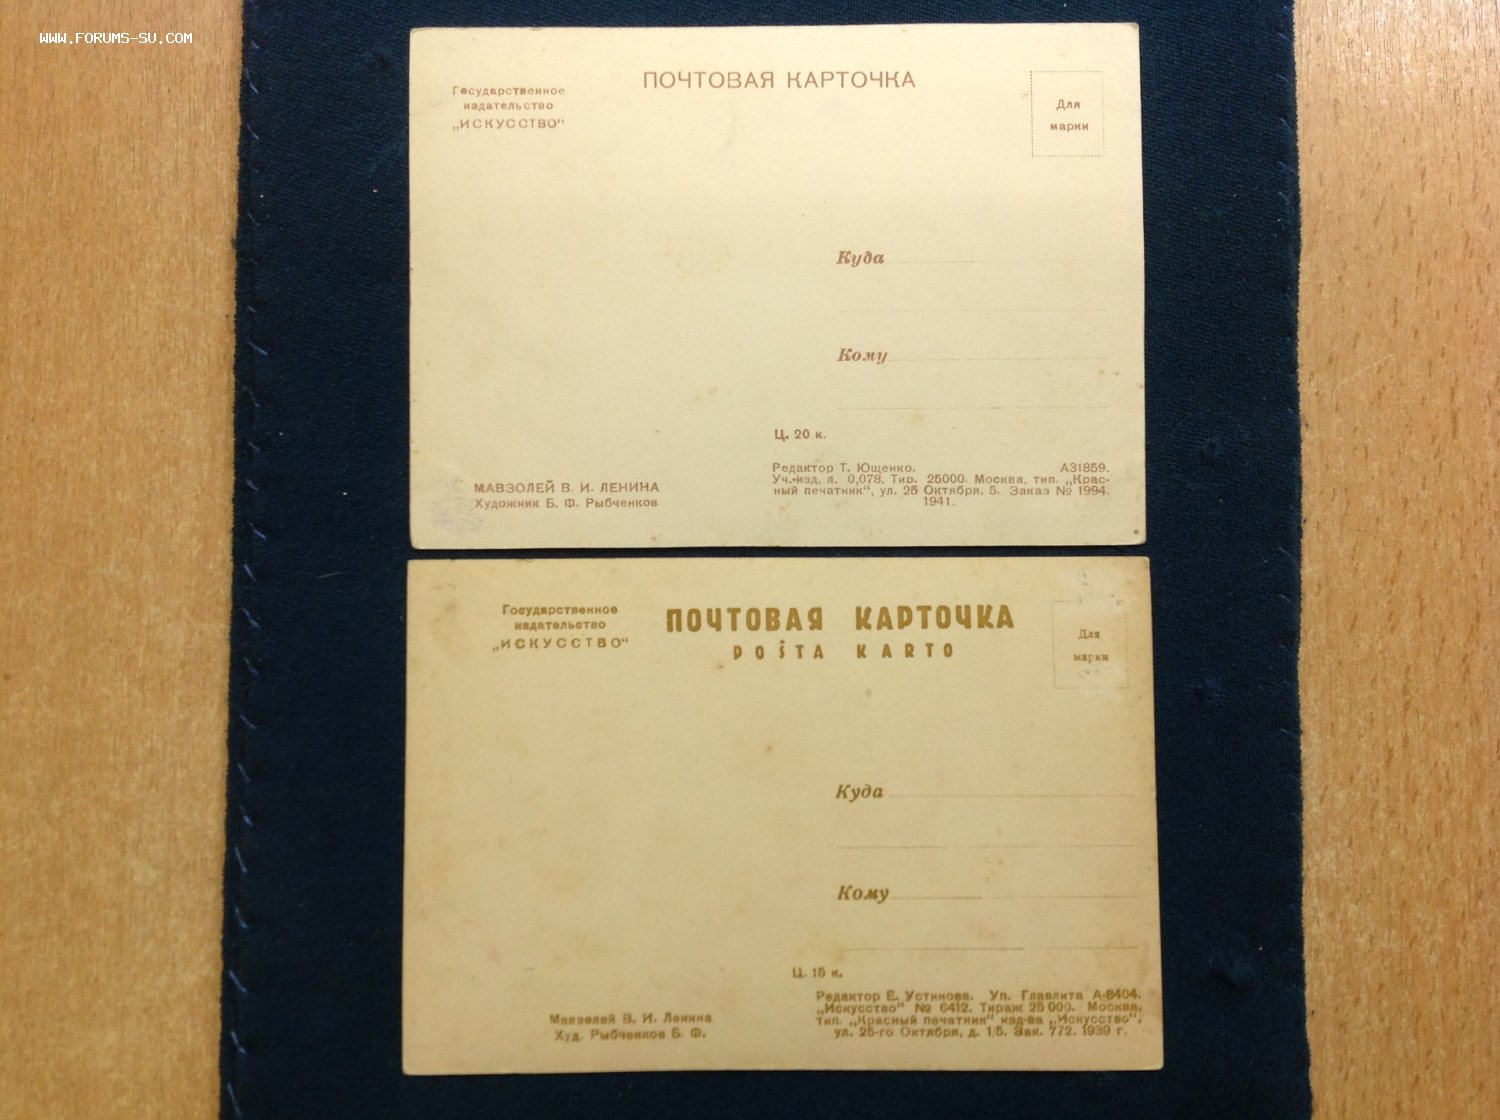 WWW.FORUMS-SU.COM
Государственное
издательство
„ИСКУССТВО“
ПОЧТОВАЯ КАРТОЧКА
Для
марки
Куда
Кому
Ц. 20 к.
МАВЗОЛЕЙ В. И. ЛЕНИНА
Художник Б. Ф. Рыбченков
Редактор Т. Ющенко. А31859.
Уч.-изд. л. 0,078. Тир. 25000. Москва, тип. „Крас-
ный печатник“, ул. 25 Октября, 5. Заказ № 1994.
1941.
Государственное
издательство
„ИСКУССТВО“
ПОЧТОВАЯ КАРТОЧКА
POŜTA KARTO
Для
марки
Куда
Кому
Ц. 15 к.
Мавзолей В. И. Ленина
Худ. Рыбченков Б. Ф.
Редактор Е. Устинова. Уп. Главлита А-8404.
„Искусство“ № 6412. Тираж 25 000. Москва,
тип. „Красный печатник“ изд-ва „Искусство“,
ул. 25-го Октября, д. 1/5. Зак. 772. 1939 г.